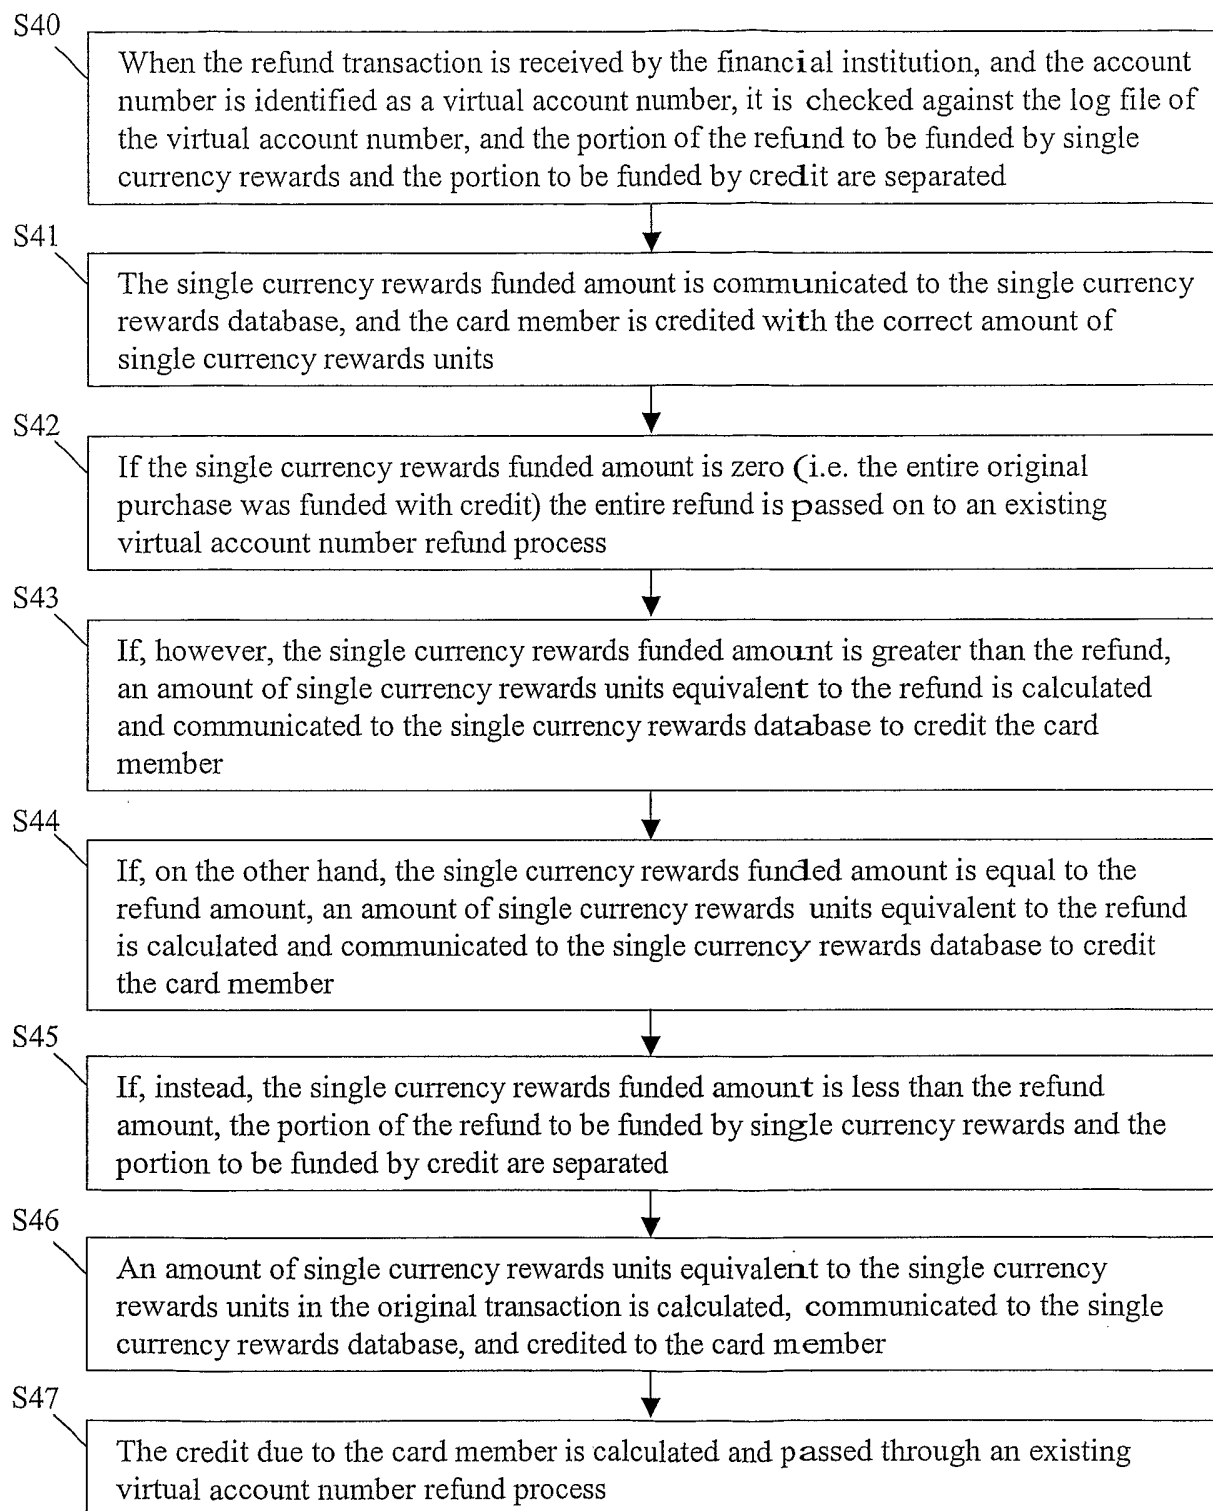 S40
When the refund transaction is received by the financial institution, and the account
number is identified as a virtual account number, it is checked against the log file of
the virtual account number, and the portion of the refund to be funded by single
currency rewards and the portion to be funded by credit are separated
S41
The single currency rewards funded amount is communicated to the single currency
rewards database, and the card member is credited with the correct amount of
single currency rewards units
S42
If the single currency rewards funded amount is zero (i.e. the entire original
purchase was funded with credit) the entire refund is passed on to an existing
virtual account number refund process
S43
If, however, the single currency rewards funded amount is greater than the refund,
an amount of single currency rewards units equivalent to the refund is calculated
and communicated to the single currency rewards database to credit the card
member
S44
If, on the other hand, the single currency rewards funded amount is equal to the
refund amount, an amount of single currency rewards units equivalent to the refund
is calculated and communicated to the single currency rewards database to credit
the card member
S45
If, instead, the single currency rewards funded amount is less than the refund
amount, the portion of the refund to be funded by single currency rewards and the
portion to be funded by credit are separated
S46
An amount of single currency rewards units equivalent to the single currency
rewards units in the original transaction is calculated, communicated to the single
currency rewards database, and credited to the card member
S47
The credit due to the card member is calculated and passed through an existing
virtual account number refund process